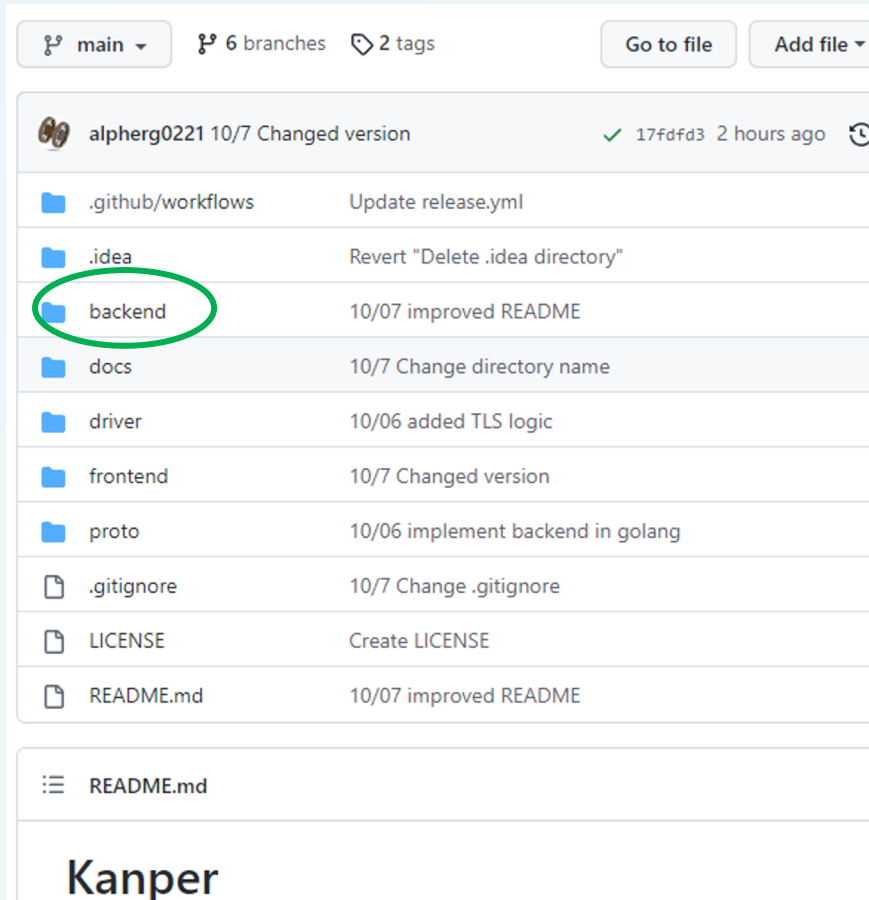 main 6 branches 2 tags Go to file Add file
alpherg0221 10/7 Changed version 17fdfd3 2 hours ago
.github/workflows Update release.yml
.idea Revert "Delete .idea directory"
backend 10/07 improved README
docs 10/7 Change directory name
driver 10/06 added TLS logic
frontend 10/7 Changed version
proto 10/06 implement backend in golang
.gitignore 10/7 Change .gitignore
LICENSE Create LICENSE
README.md 10/07 improved README
README.md
Kanper